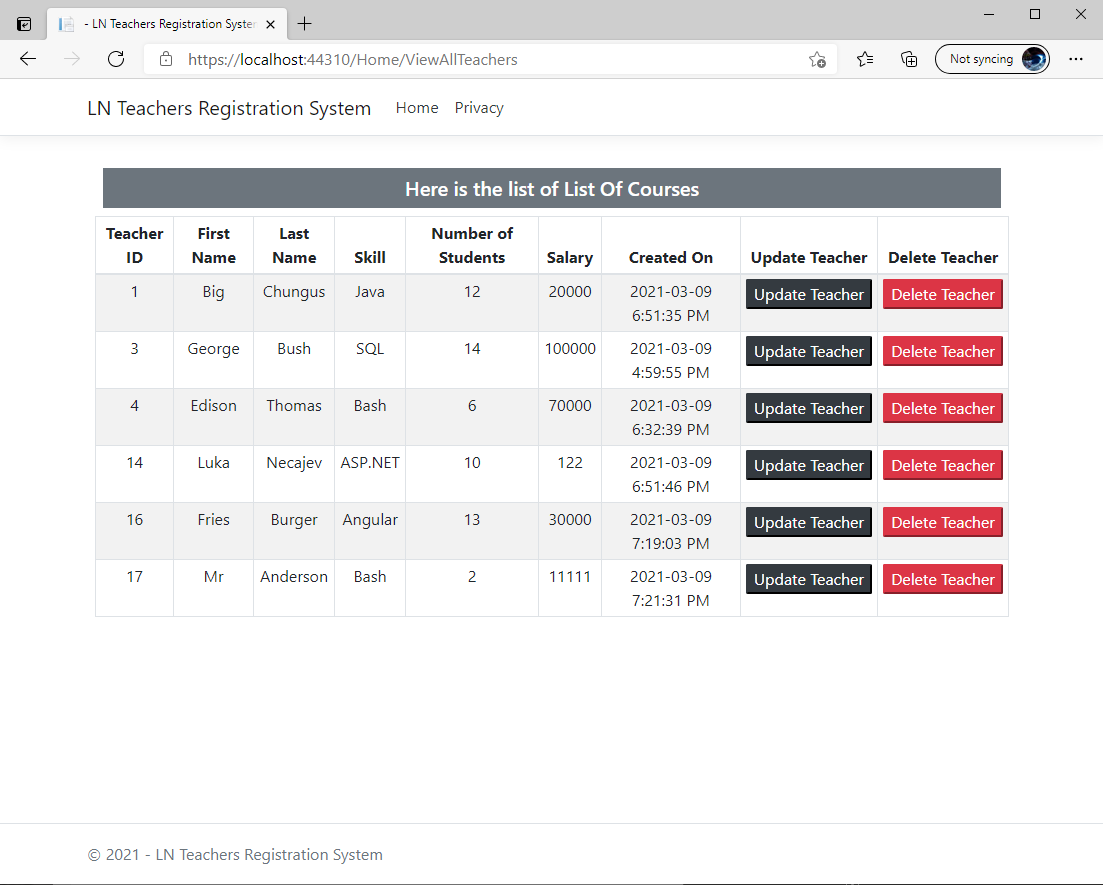 - LN Teachers Registration Syster
https://localhost:44310/Home/ViewAllTeachers
Not syncing
LN Teachers Registration System Home Privacy
Here is the list of List Of Courses
Teacher ID First Name Last Name Skill Number of Students Salary Created On Update Teacher Delete Teacher
1 Big Chungus Java 12 20000 2021-03-09 6:51:35 PM Update Teacher Delete Teacher
3 George Bush SQL 14 100000 2021-03-09 4:59:55 PM Update Teacher Delete Teacher
4 Edison Thomas Bash 6 70000 2021-03-09 6:32:39 PM Update Teacher Delete Teacher
14 Luka Necajev ASP.NET 10 122 2021-03-09 6:51:46 PM Update Teacher Delete Teacher
16 Fries Burger Angular 13 30000 2021-03-09 7:19:03 PM Update Teacher Delete Teacher
17 Mr Anderson Bash 2 11111 2021-03-09 7:21:31 PM Update Teacher Delete Teacher
© 2021 - LN Teachers Registration System